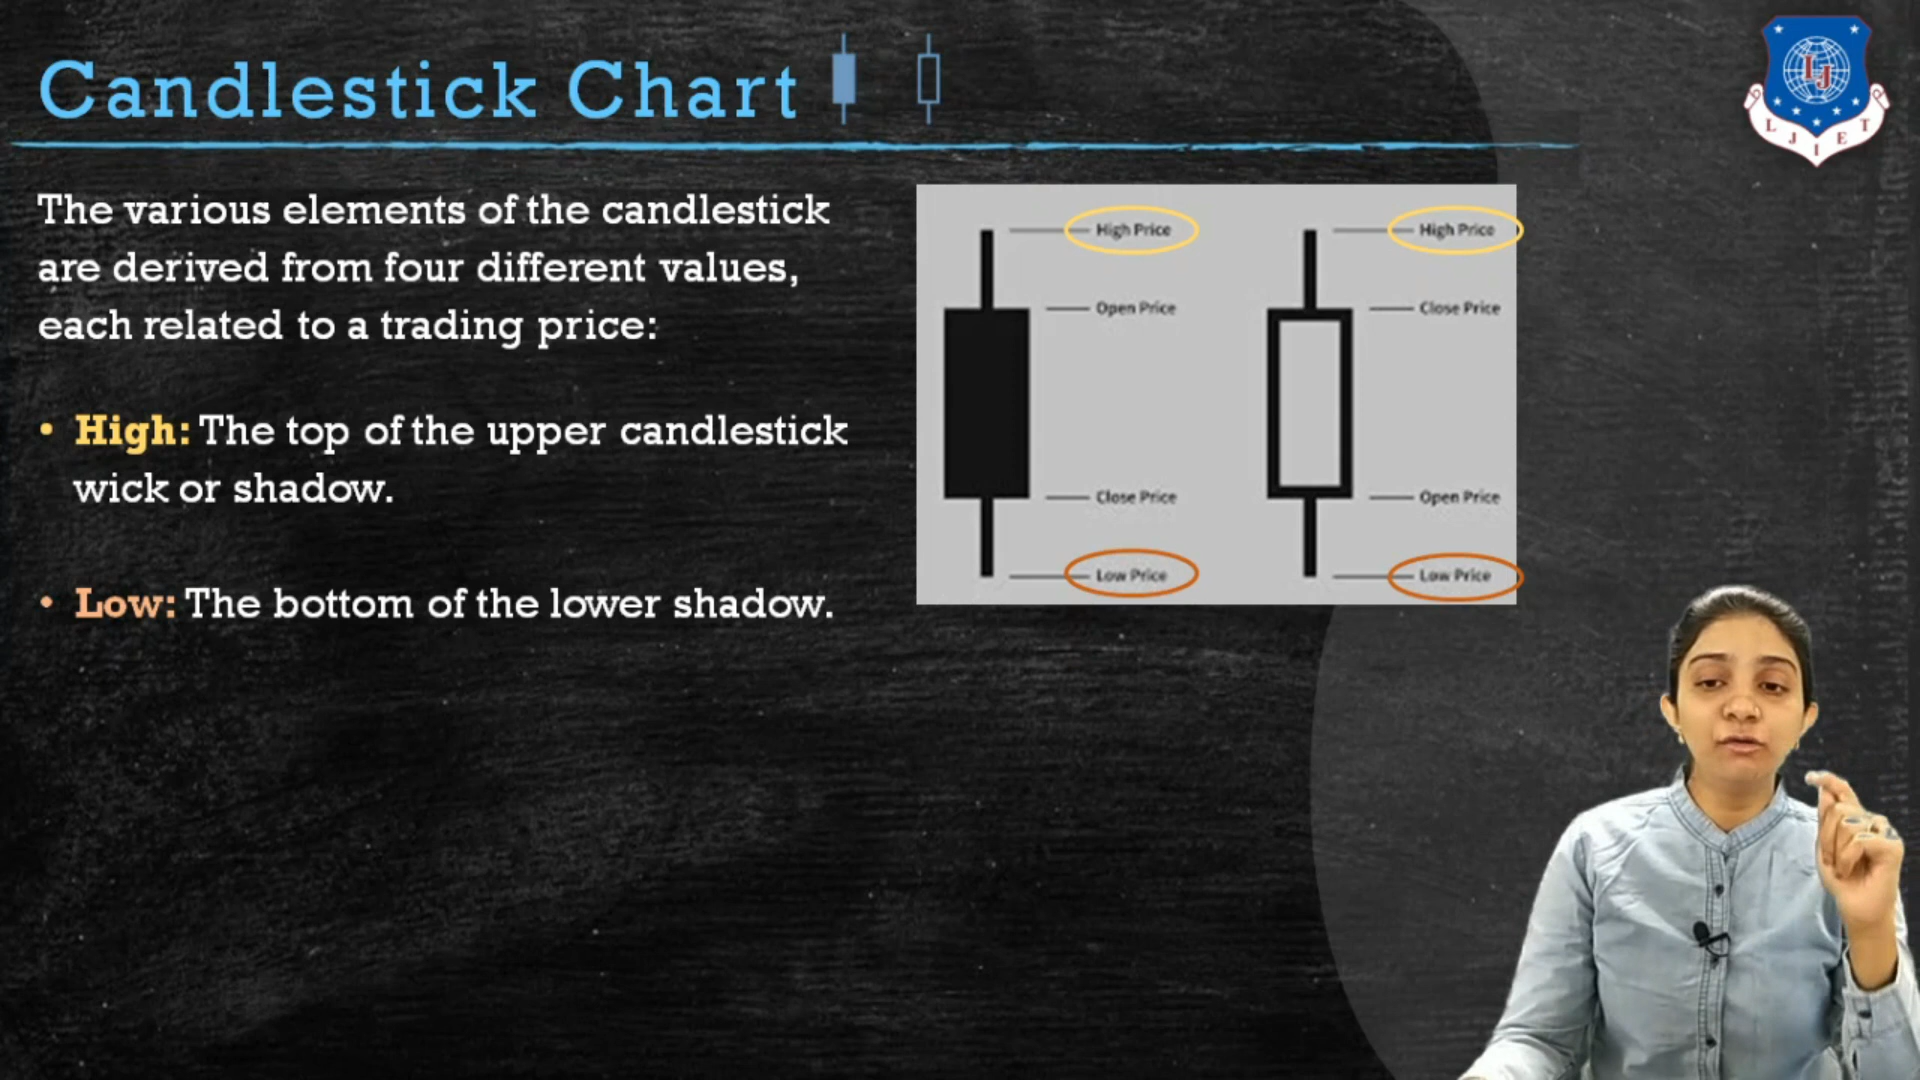 Candlestick Chart
The various elements of the candlestick
are derived from four different values,
each related to a trading price:
• High: The top of the upper candlestick
wick or shadow.
• Low: The bottom of the lower shadow.
High Price
Open Price
Close Price
Low Price
High Price
Close Price
Open Price
Low Price
LJ
LJIET